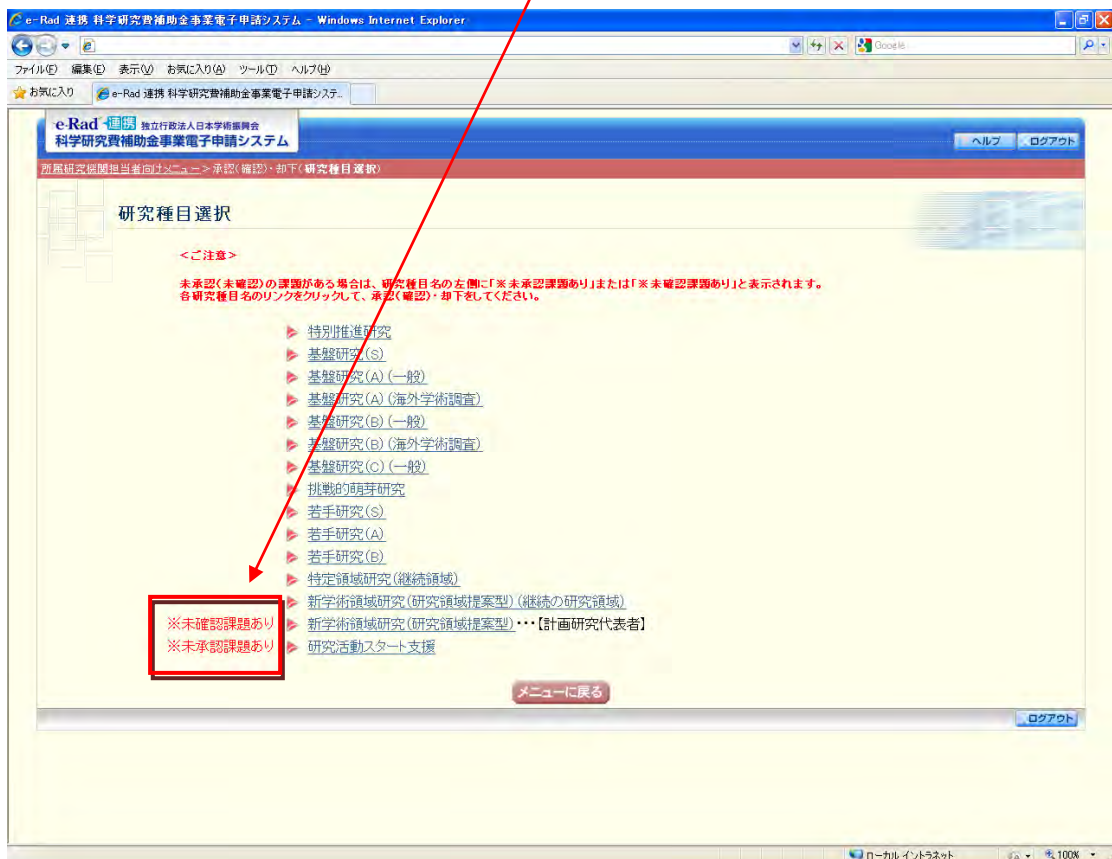 e-Rad 連携 科学研究費補助金事業電子申請システム - Windows Internet Explorer
Google
ファイル(F) 編集(E) 表示(V) お気に入り(A) ツール(T) ヘルプ(H)
お気に入り e-Rad 連携 科学研究費補助金事業電子申請システ...
e-Rad 連携 独立行政法人日本学術振興会
科学研究費補助金事業電子申請システム
ヘルプ ログアウト
所属研究機関担当者向けメニュー > 承認(確認)・却下(研究種目選択)
研究種目選択
<ご注意>
未承認(未確認)の課題がある場合は、研究種目名の左側に「※未承認課題あり」または「※未確認課題あり」と表示されます。
各研究種目名のリンクをクリックして、承認(確認)・却下をしてください。
特別推進研究
基盤研究(S)
基盤研究(A)(一般)
基盤研究(A)(海外学術調査)
基盤研究(B)(一般)
基盤研究(B)(海外学術調査)
基盤研究(C)(一般)
挑戦的萌芽研究
若手研究(S)
若手研究(A)
若手研究(B)
特定領域研究(継続領域)
新学術領域研究(研究領域提案型)(継続の研究領域)
※未確認課題あり 新学術領域研究(研究領域提案型)・・・【計画研究代表者】
※未承認課題あり 研究活動スタート支援
メニューに戻る
ログアウト
ローカル イントラネット 100%